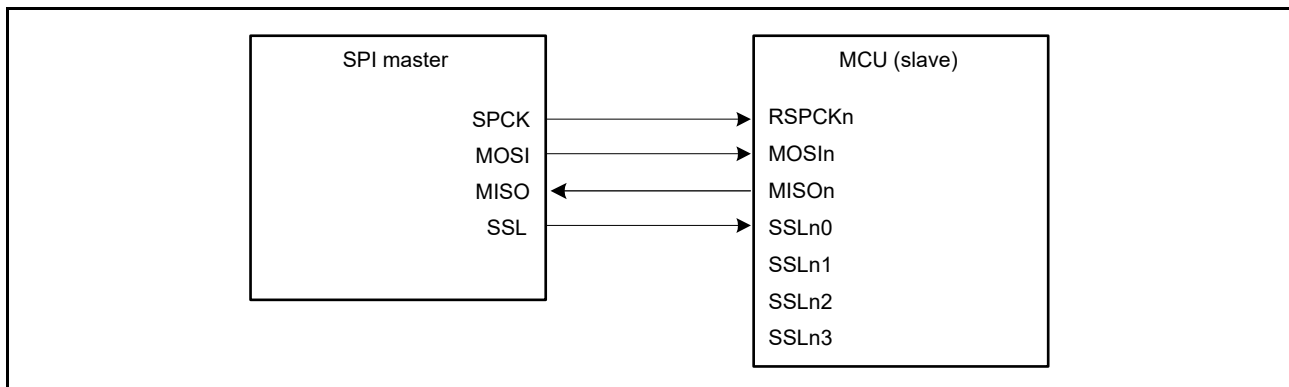 SPI master
SPCK
MOSI
MISO
SSL
MCU (slave)
RSPCKn
MOSIn
MISOn
SSLn0
SSLn1
SSLn2
SSLn3